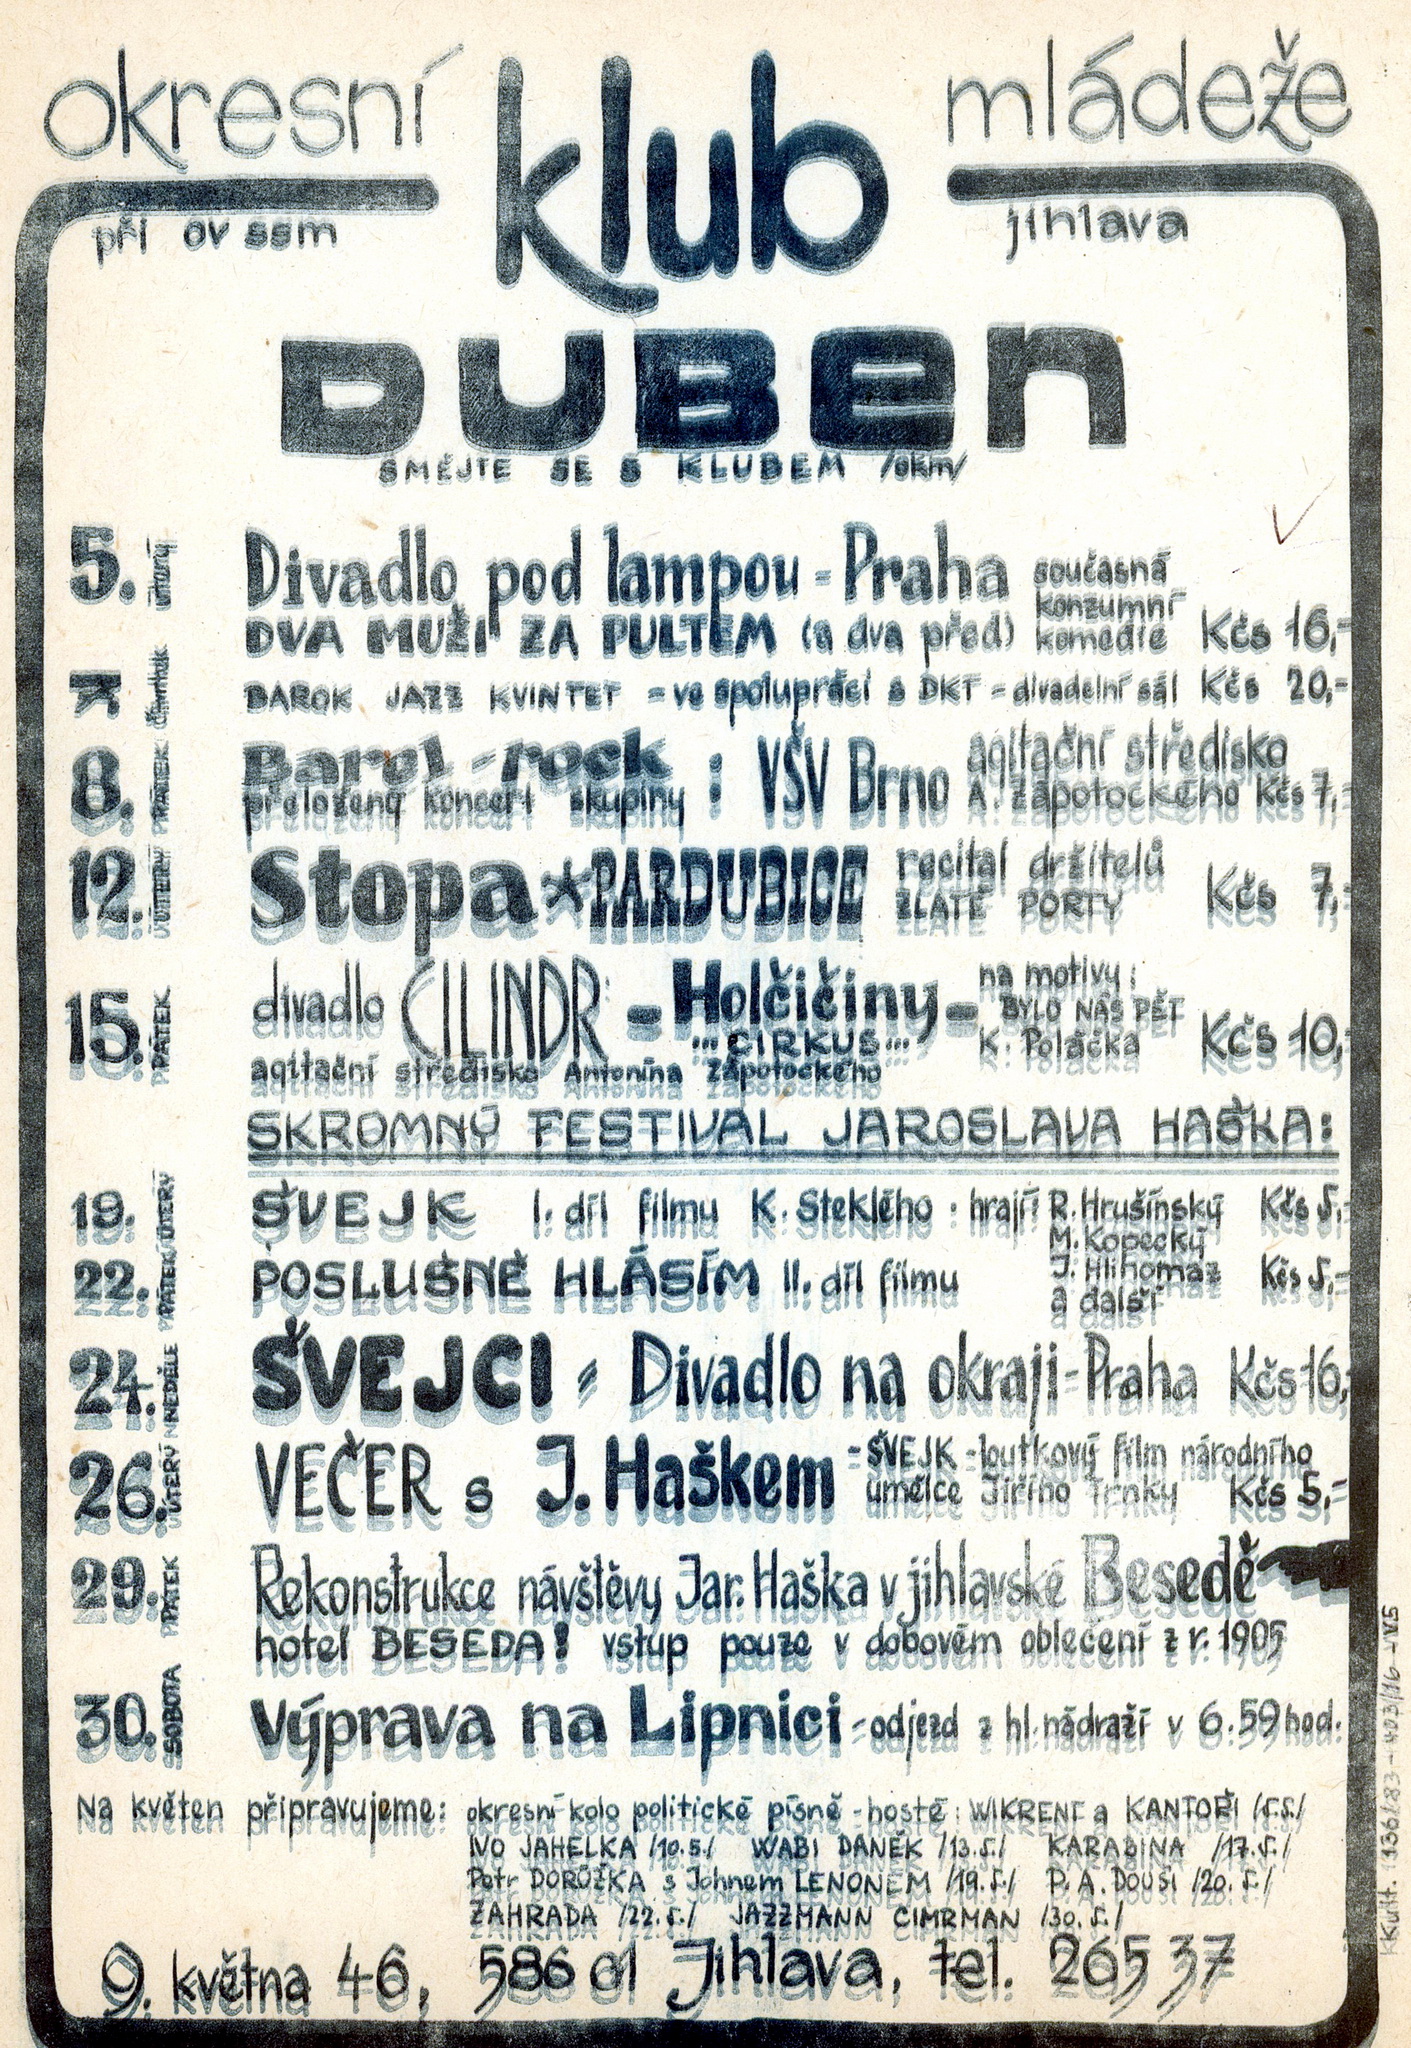 okresní klub mládeže
při ov ssm jihlava
DUBEN
SMĚJTE SE S KLUBEM /okm/
5. úterý Divadlo pod lampou = Praha současná
konzumní
DVA MUŽI ZA PULTEM (a dva před) komedie Kčs 16,-
7. čtvrtek BAROK JAZZ KVINTET = ve spolupráci s DKT = divadelní sál Kčs 20,-
8. PÁTEK Barel-rock : VŠV Brno agitační středisko
přeložený koncert skupiny A. Zápotockého Kčs 7,-
12. ÚTERÝ Stopa * PARDUBICE recital držitelů
ZLATÉ PORTY Kčs 7,-
15. PÁTEK divadlo CILINDR - Holčičiny - na motivy:
BYLO NÁS PĚT
...CIRKUS... K. Poláčka Kčs 10,-
agitační středisko Antonína Zápotockého
SKROMNÝ FESTIVAL JAROSLAVA HAŠKA:
19. ÚTERÝ ŠVEJK I. díl filmu K. Steklého : hrají R. Hrušínský Kčs 5,-
M. Kopecký
22. PÁTEK POSLUŠNĚ HLÁSÍM II. díl filmu J. Hlinomaz Kčs 5,-
a další
24. NEDĚLE ŠVEJCI = Divadlo na okraji - Praha Kčs 16,-
26. ÚTERÝ VEČER s J. Haškem = ŠVEJK - loutkový film národního
umělce Jiřího Trnky Kčs 5,-
29. PÁTEK Rekonstrukce návštěvy Jar. Haška v jihlavské Besedě
hotel BESEDA! vstup pouze v dobovém oblečení z r. 1905
30. SOBOTA Výprava na Lipnici = odjezd z hl. nádraží v 6.59 hod.
Na květen připravujeme: okresní kolo politické písně - hosté : WIKRENT a KANTOŘI /5.5./
IVO JAHELKA /10.5./ WABI DANĚK /13.5./ KARABINA /17.5./
Petr DORŮŽKA s Johnem LENONEM /19.5./ P. A. DOUŠI /20.5./
ZAHRADA /22.5./ JAZZMANN CIMRMAN /30.5./
9. května 46, 586 01 Jihlava, tel. 265 37